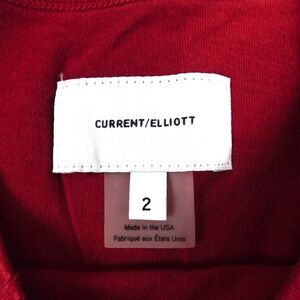 CURRENT/ELLIOTT
2
Made in the USA
Fabriqué aux États Unis